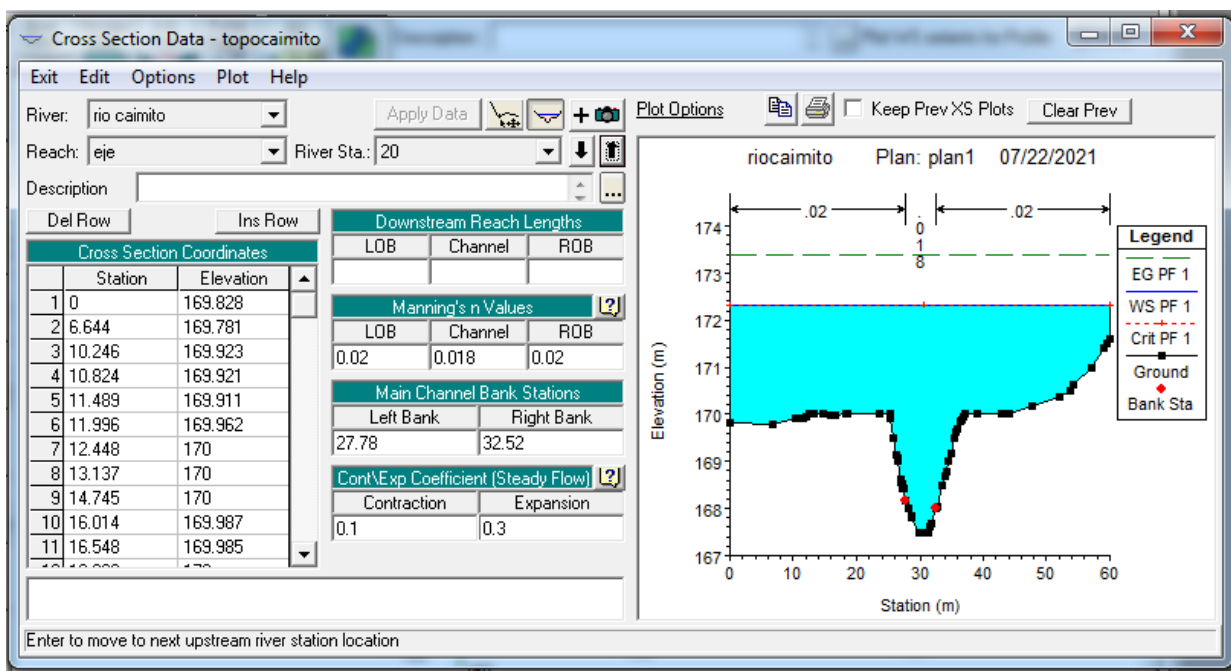 Cross Section Data - topocaimito
Exit Edit Options Plot Help
River: rio caimito
Apply Data
Reach: eje
River Sta.: 20
Description
...
Del Row Ins Row
Cross Section Coordinates
Station Elevation
1 0 169.828
2 6.644 169.781
3 10.246 169.923
4 10.824 169.921
5 11.489 169.911
6 11.996 169.962
7 12.448 170
8 13.137 170
9 14.745 170
10 16.014 169.987
11 16.548 169.985
Downstream Reach Lengths
LOB Channel ROB
Manning's n Values
LOB Channel ROB
0.02 0.018 0.02
Main Channel Bank Stations
Left Bank Right Bank
27.78 32.52
Cont\Exp Coefficient (Steady Flow)
Contraction Expansion
0.1 0.3
Enter to move to next upstream river station location
Plot Options
Keep Prev XS Plots
Clear Prev
riocaimito Plan: plan1 07/22/2021
.02 .018 .02
174
173
172
171
170
169
168
167
Elevation (m)
0 10 20 30 40 50 60
Station (m)
Legend
EG PF 1
WS PF 1
Crit PF 1
Ground
Bank Sta